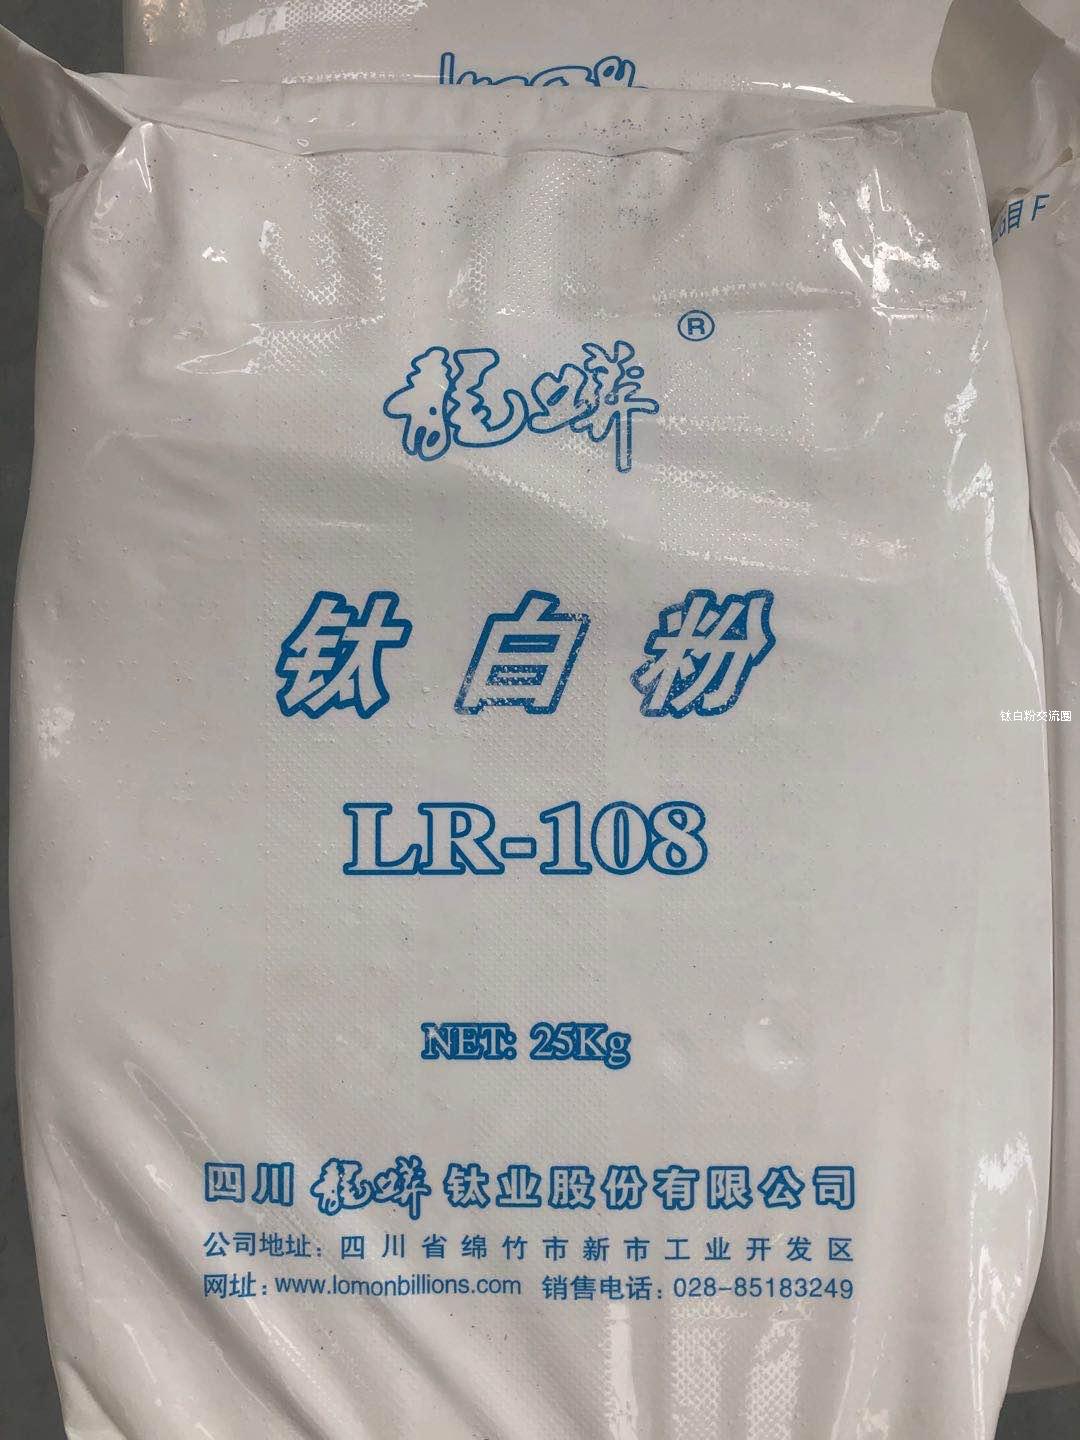 龍蟒®
钛白粉
LR-108
NET: 25Kg
四川龍蟒钛业股份有限公司
公司地址：四川省绵竹市新市工业开发区
网址：www.lomonbillions.com 销售电话：028-85183249
钛白粉交流圈